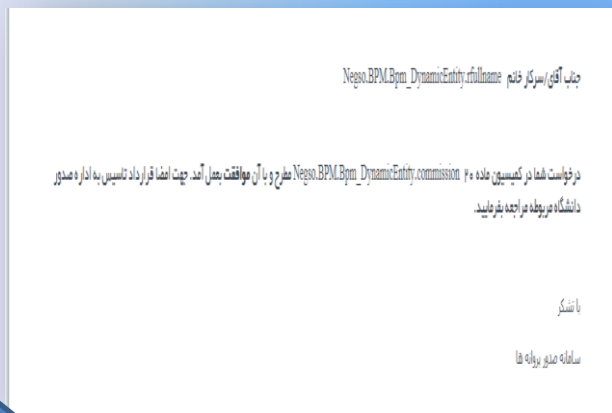 جناب آقای/سرکار خانم Negso.BPM.Bpm_DynamicEntity.rfullname
درخواست شما در کمیسیون ماده ۲۰ Negso.BPM.Bpm_DynamicEntity.commission مطرح و با آن موافقت بعمل آمد. جهت امضا قرارداد تاسیس به اداره صدور
دانشگاه مربوطه مراجعه بفرمایید.
با تشکر
سامانه صدور پروانه ها